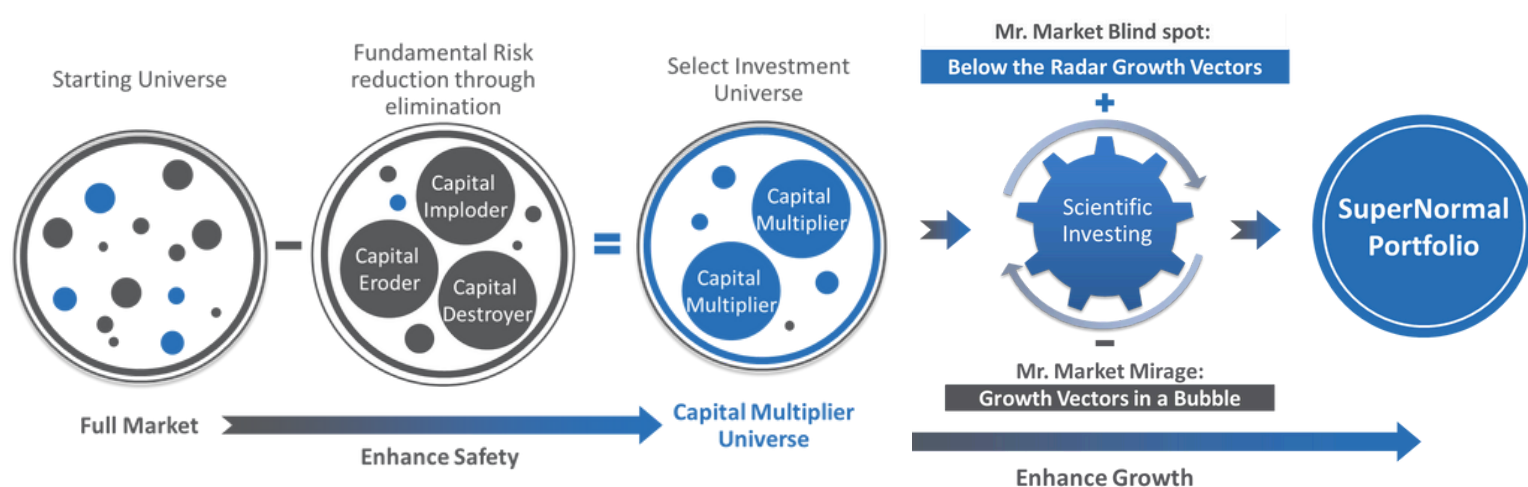 Starting Universe
Fundamental Risk
reduction through
elimination
Select Investment
Universe
Mr. Market Blind spot:
Below the Radar Growth Vectors
+
Capital
Imploder
Capital
Eroder
Capital
Destroyer
−
=
Capital
Multiplier
Capital
Multiplier
Scientific
Investing
SuperNormal
Portfolio
−
Mr. Market Mirage:
Growth Vectors in a Bubble
Full Market
Enhance Safety
Capital Multiplier
Universe
Enhance Growth